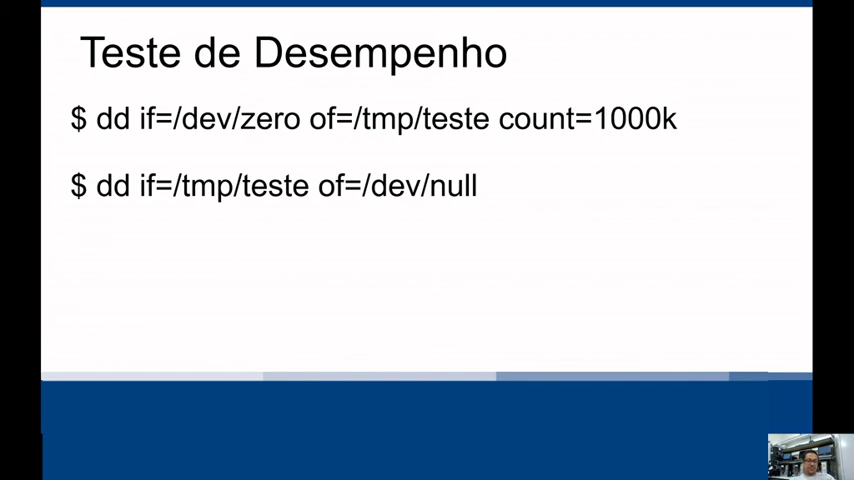 Teste de Desempenho
$ dd if=/dev/zero of=/tmp/teste count=1000k
$ dd if=/tmp/teste of=/dev/null